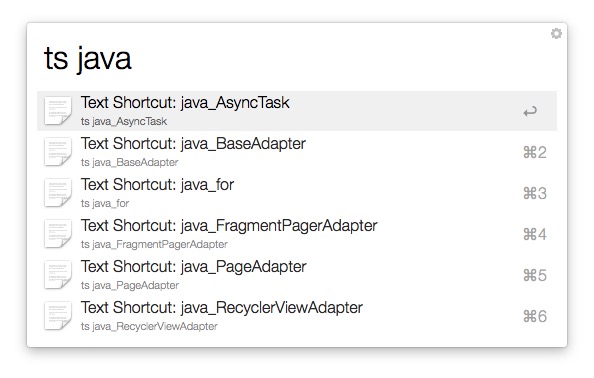 ts java
Text Shortcut: java_AsyncTask
ts java_AsyncTask
↩
Text Shortcut: java_BaseAdapter
ts java_BaseAdapter
⌘2
Text Shortcut: java_for
ts java_for
⌘3
Text Shortcut: java_FragmentPagerAdapter
ts java_FragmentPagerAdapter
⌘4
Text Shortcut: java_PageAdapter
ts java_PageAdapter
⌘5
Text Shortcut: java_RecyclerViewAdapter
ts java_RecyclerViewAdapter
⌘6